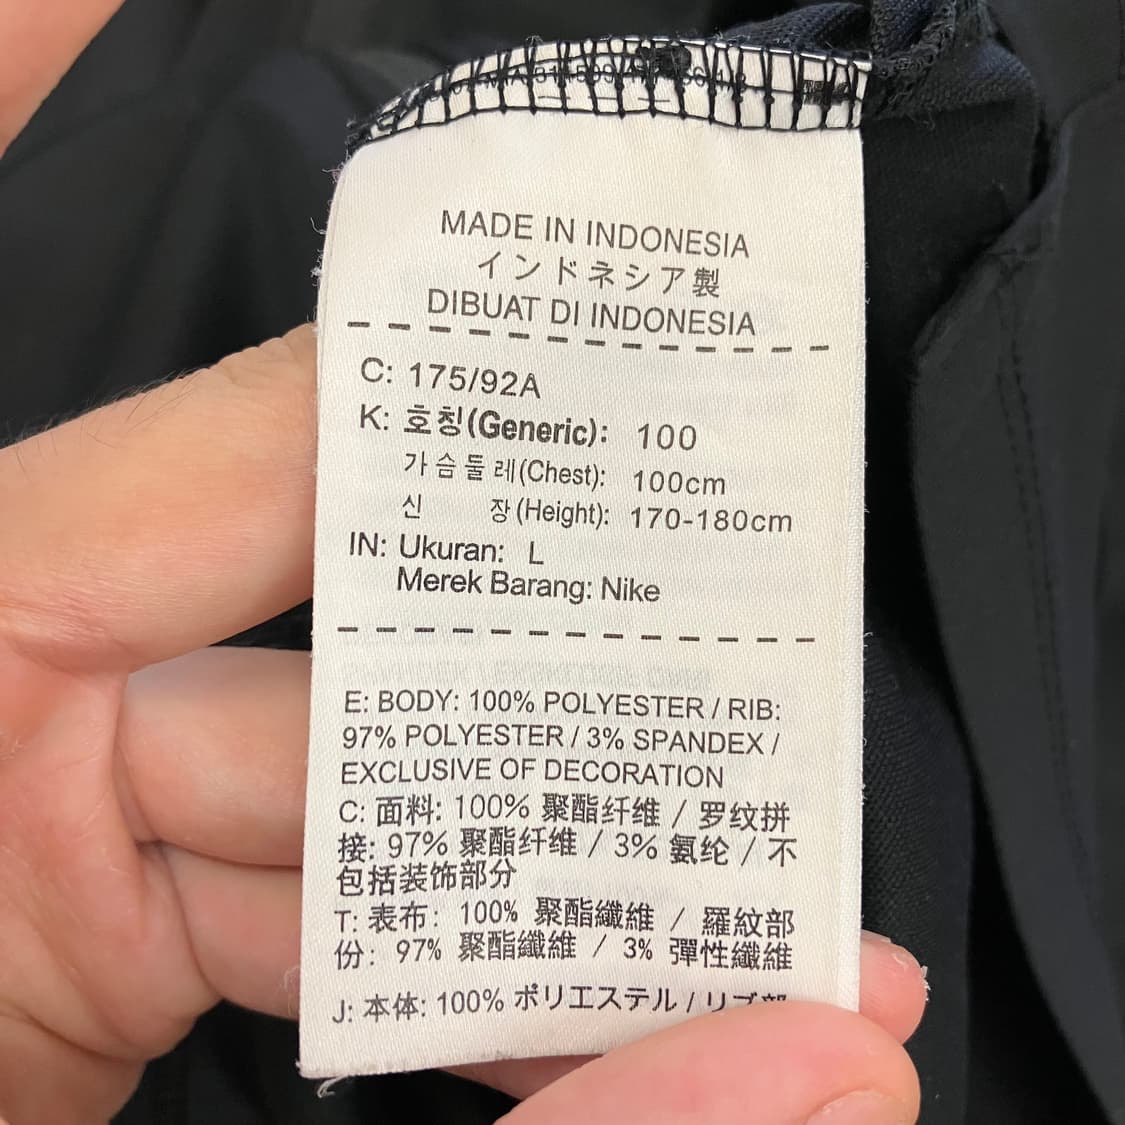 MADE IN INDONESIA
インドネシア製
DIBUAT DI INDONESIA
C: 175/92A
K: 호칭(Generic): 100
가슴둘레(Chest): 100cm
신 장(Height): 170-180cm
IN: Ukuran: L
Merek Barang: Nike
E: BODY: 100% POLYESTER / RIB:
97% POLYESTER / 3% SPANDEX /
EXCLUSIVE OF DECORATION
C: 面料: 100% 聚酯纤维 / 罗纹拼
接: 97% 聚酯纤维 / 3% 氨纶 / 不
包括装饰部分
T: 表布: 100% 聚酯纖維 / 羅紋部
份: 97% 聚酯纖維 / 3% 彈性纖維
J: 本体: 100% ポリエステル / リブ部